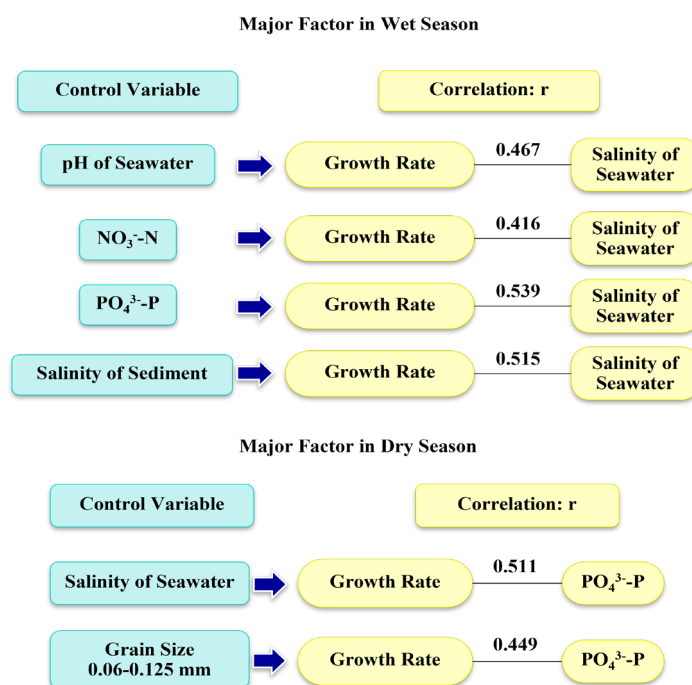 Major Factor in Wet Season
Control Variable
Correlation: r
pH of Seawater
Growth Rate
0.467
Salinity of
Seawater
NO₃⁻-N
Growth Rate
0.416
Salinity of
Seawater
PO₄³⁻-P
Growth Rate
0.539
Salinity of
Seawater
Salinity of Sediment
Growth Rate
0.515
Salinity of
Seawater
Major Factor in Dry Season
Control Variable
Correlation: r
Salinity of Seawater
Growth Rate
0.511
PO₄³⁻-P
Grain Size
0.06-0.125 mm
Growth Rate
0.449
PO₄³⁻-P